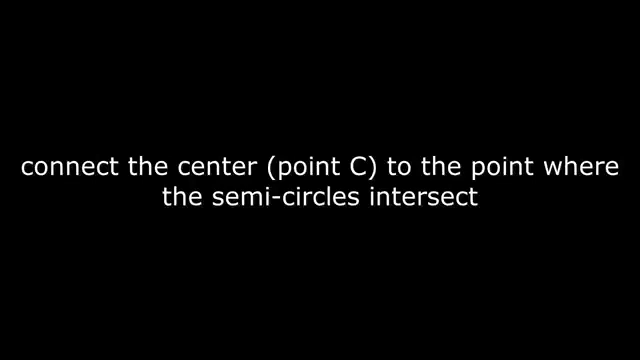 connect the center (point C) to the point where
the semi-circles intersect